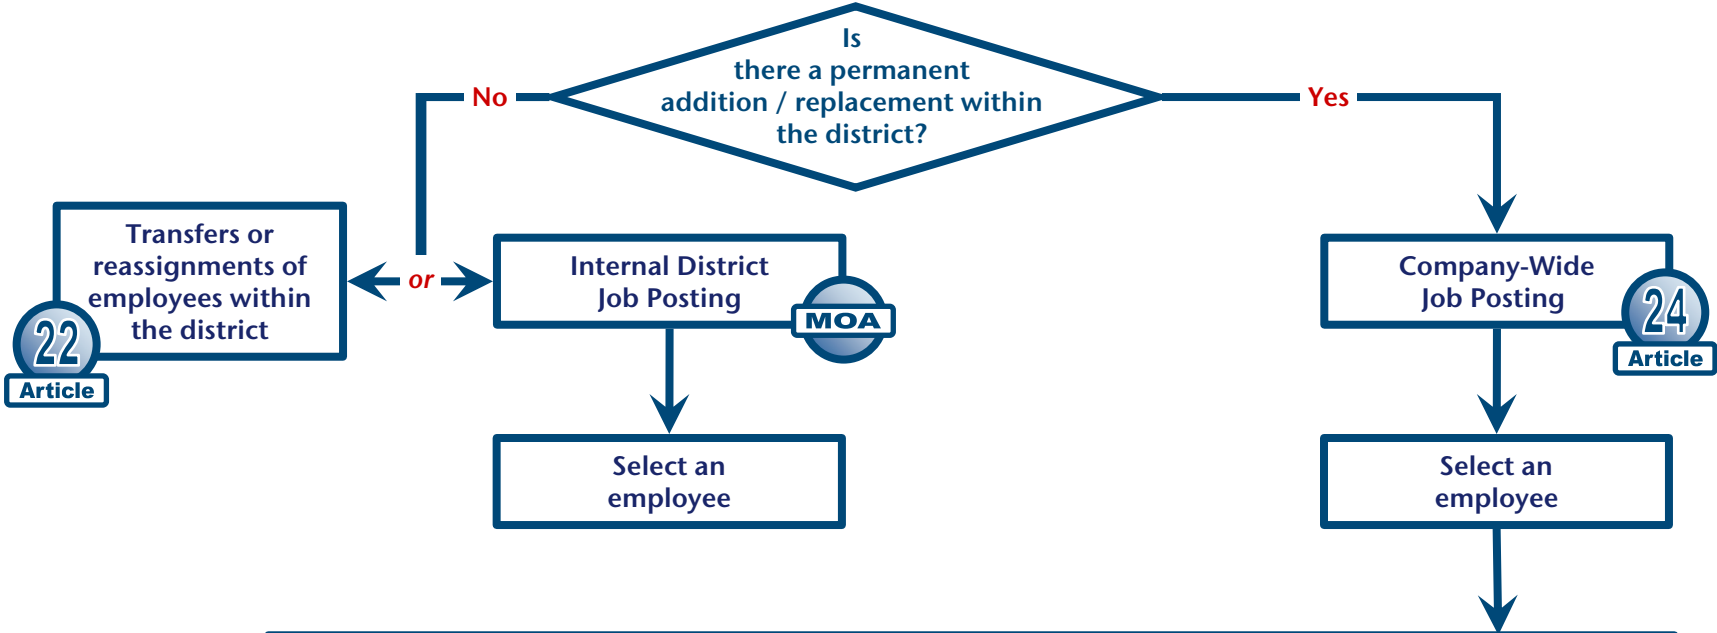 Is
there a permanent
addition / replacement within
the district?
No
Yes
Transfers or
reassignments of
employees within
the district
22
Article
or
Internal District
Job Posting
MOA
Company-Wide
Job Posting
24
Article
Select an
employee
Select an
employee